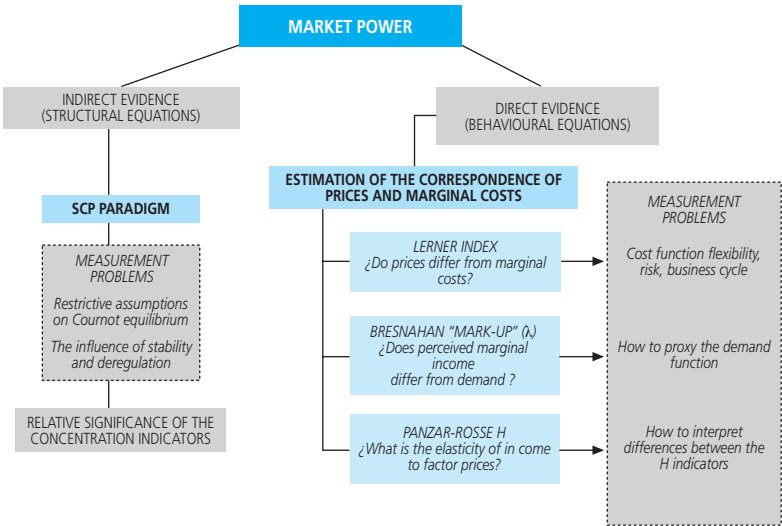 MARKET POWER
INDIRECT EVIDENCE
(STRUCTURAL EQUATIONS)
SCP PARADIGM
MEASUREMENT
PROBLEMS
Restrictive assumptions
on Cournot equilibrium
The influence of stability
and deregulation
RELATIVE SIGNIFICANCE OF THE
CONCENTRATION INDICATORS
DIRECT EVIDENCE
(BEHAVIOURAL EQUATIONS)
ESTIMATION OF THE CORRESPONDENCE OF
PRICES AND MARGINAL COSTS
LERNER INDEX
¿Do prices differ from marginal
costs?
BRESNAHAN “MARK-UP” (λ)
¿Does perceived marginal
income
differ from demand ?
PANZAR-ROSSE H
¿What is the elasticity of in come
to factor prices?
MEASUREMENT
PROBLEMS
Cost function flexibility,
risk, business cycle
How to proxy the demand
function
How to interpret
differences between the
H indicators